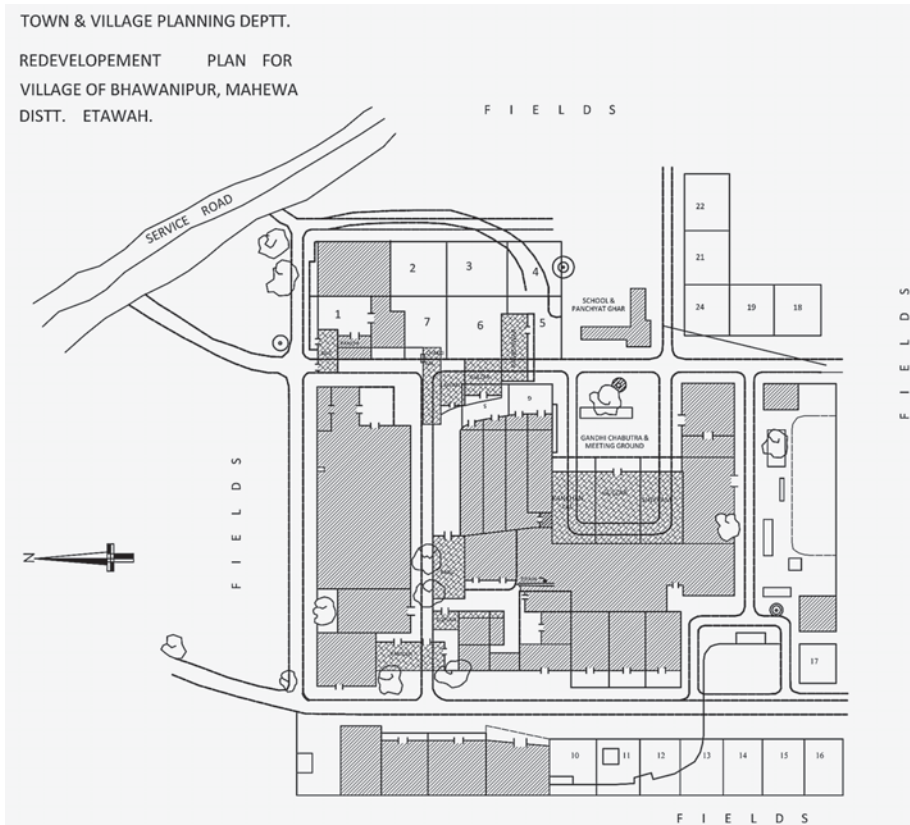 TOWN & VILLAGE PLANNING DEPTT.
REDEVELOPEMENT PLAN FOR
VILLAGE OF BHAWANIPUR, MAHEWA
DISTT. ETAWAH.
F I E L D S
SERVICE ROAD
22
21
24
19
18
2
3
4
1
7
6
5
SCHOOL &
PANCHYAT GHAR
F I E L D S
9
GANDHI CHABUTRA &
MEETING GROUND
F I E L D S
N
17
10
11
12
13
14
15
16
F I E L D S